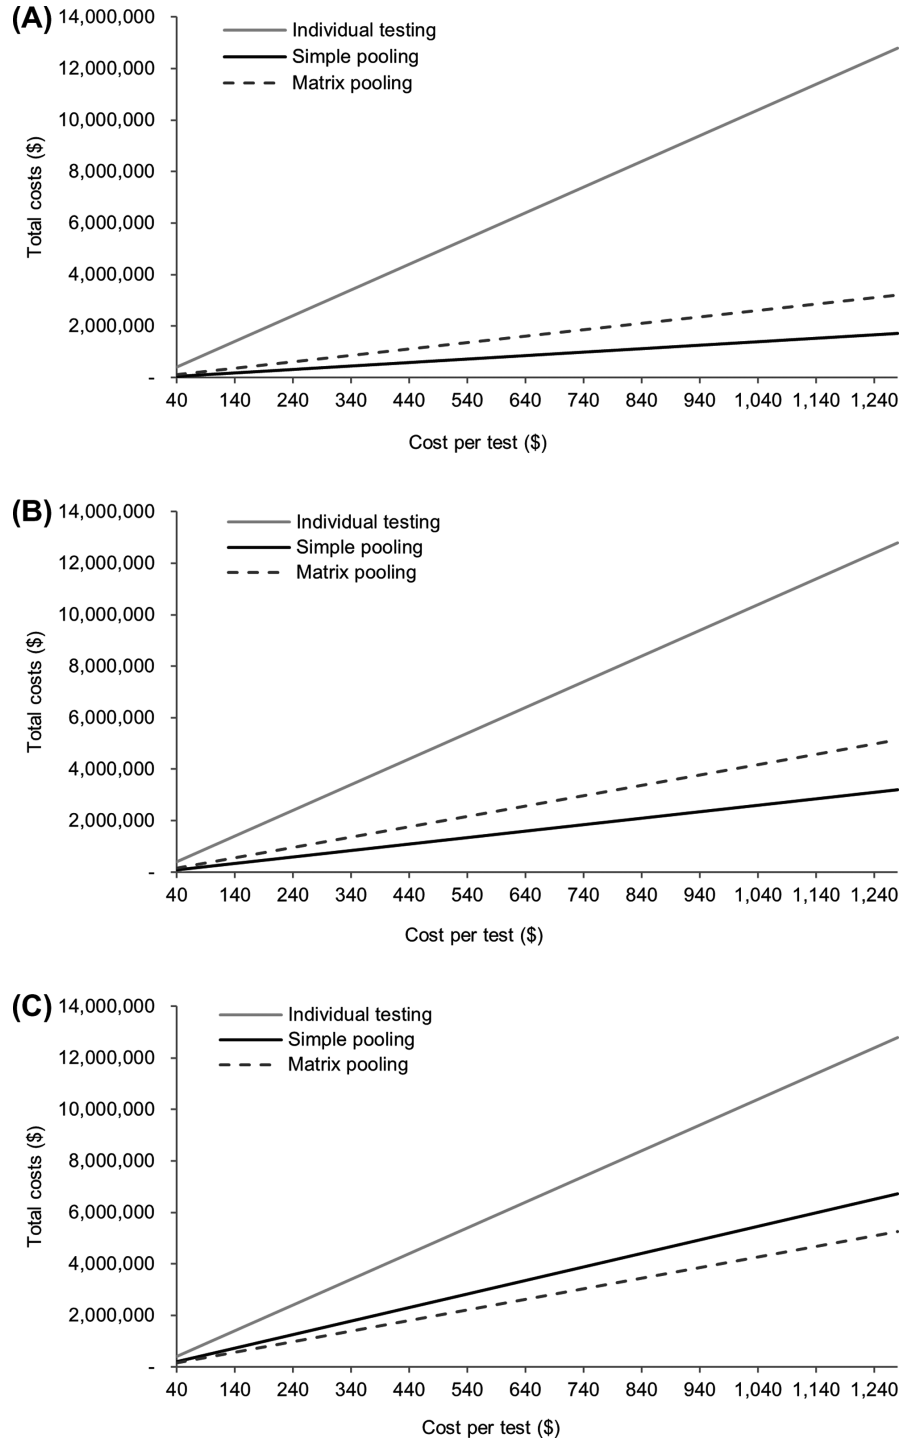 (A)
14,000,000
12,000,000
10,000,000
8,000,000
6,000,000
4,000,000
2,000,000
-
Total costs ($)
Individual testing
Simple pooling
Matrix pooling
40 140 240 340 440 540 640 740 840 940 1,040 1,140 1,240
Cost per test ($)
(B)
14,000,000
12,000,000
10,000,000
8,000,000
6,000,000
4,000,000
2,000,000
-
Total costs ($)
Individual testing
Simple pooling
Matrix pooling
40 140 240 340 440 540 640 740 840 940 1,040 1,140 1,240
Cost per test ($)
(C)
14,000,000
12,000,000
10,000,000
8,000,000
6,000,000
4,000,000
2,000,000
-
Total costs ($)
Individual testing
Simple pooling
Matrix pooling
40 140 240 340 440 540 640 740 840 940 1,040 1,140 1,240
Cost per test ($)